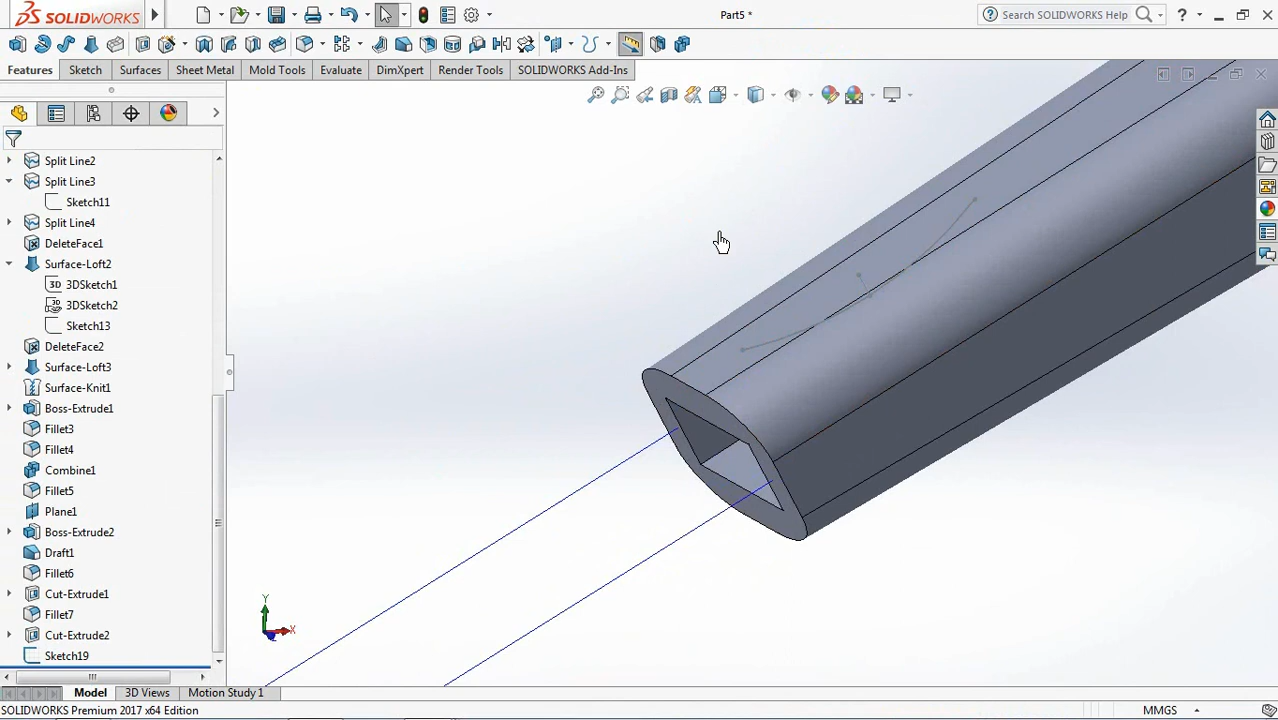 SOLIDWORKS
Part5 *
Search SOLIDWORKS Help
Features
Sketch
Surfaces
Sheet Metal
Mold Tools
Evaluate
DimXpert
Render Tools
SOLIDWORKS Add-Ins
Split Line2
Split Line3
Sketch11
Split Line4
DeleteFace1
Surface-Loft2
3D 3DSketch1
3D 3DSketch2
Sketch13
DeleteFace2
Surface-Loft3
Surface-Knit1
Boss-Extrude1
Fillet3
Fillet4
Combine1
Fillet5
Plane1
Boss-Extrude2
Draft1
Fillet6
Cut-Extrude1
Fillet7
Cut-Extrude2
Sketch19
Y
X
Model
3D Views
Motion Study 1
SOLIDWORKS Premium 2017 x64 Edition
MMGS